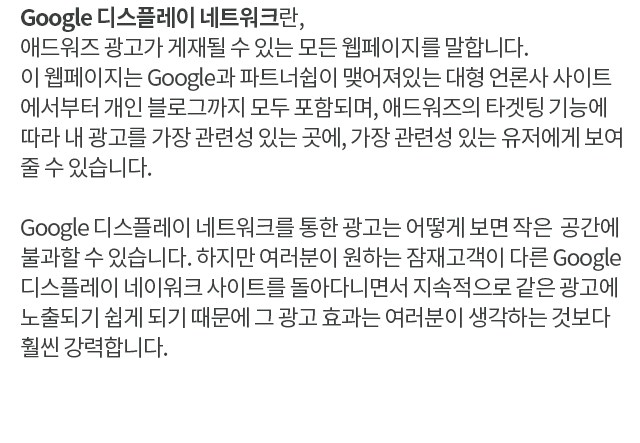 Google 디스플레이 네트워크란,
애드워즈 광고가 게재될 수 있는 모든 웹페이지를 말합니다.
이 웹페이지는 Google과 파트너쉽이 맺어져있는 대형 언론사 사이트
에서부터 개인 블로그까지 모두 포함되며, 애드워즈의 타겟팅 기능에
따라 내 광고를 가장 관련성 있는 곳에, 가장 관련성 있는 유저에게 보여
줄 수 있습니다.
Google 디스플레이 네트워크를 통한 광고는 어떻게 보면 작은 공간에
불과할 수 있습니다. 하지만 여러분이 원하는 잠재고객이 다른 Google
디스플레이 네이워크 사이트를 돌아다니면서 지속적으로 같은 광고에
노출되기 쉽게 되기 때문에 그 광고 효과는 여러분이 생각하는 것보다
훨씬 강력합니다.